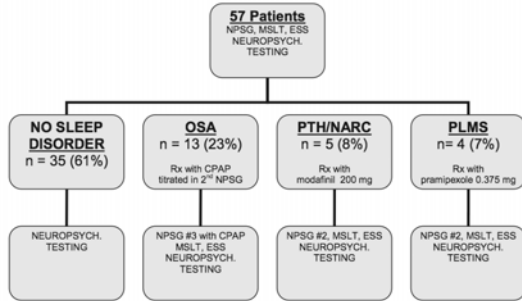 57 Patients
NPSG, MSLT, ESS
NEUROPSYCH.
TESTING
NO SLEEP
DISORDER
n = 35 (61%)
OSA
n = 13 (23%)
Rx with CPAP
titrated in 2nd NPSG
PTH/NARC
n = 5 (8%)
Rx with
modafinil 200 mg
PLMS
n= 4 (7%)
Rx with
pramipexole 0.375 mg
NEUROPSYCH.
TESTING
NPSG #3 with CPAP
MSLT, ESS
NEUROPSYCH.
TESTING
NPSG #2, MSLT, ESS
NEUROPSYCH.
TESTING
NPSG #2, MSLT, ESS
NEUROPSYCH.
TESTING